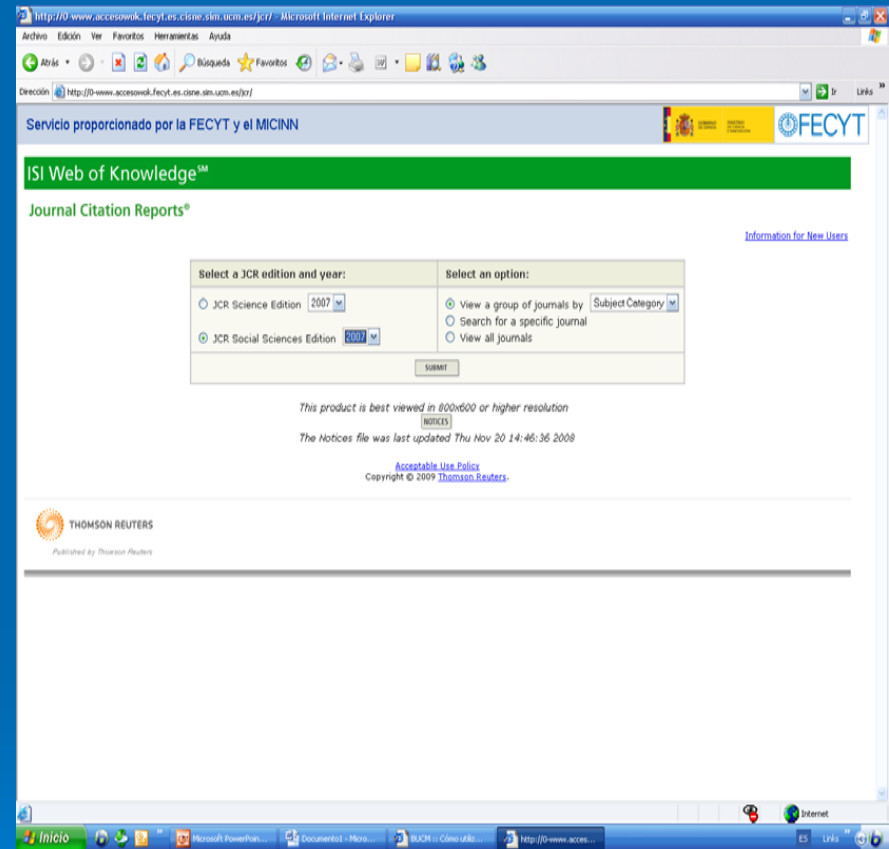 http://0-www.accesowok.fecyt.es.cisne.sim.ucm.es/jcr/ - Microsoft Internet Explorer
Archivo Edición Ver Favoritos Herramientas Ayuda
Atrás Búsqueda Favoritos
Dirección http://0-www.accesowok.fecyt.es.cisne.sim.ucm.es/jcr/ Ir Links »
Servicio proporcionado por la FECYT y el MICINN FECYT
ISI Web of Knowledge℠
Journal Citation Reports®
Information for New Users
Select a JCR edition and year: Select an option:
JCR Science Edition 2007 View a group of journals by Subject Category
Search for a specific journal
JCR Social Sciences Edition 2007 View all journals
SUBMIT
This product is best viewed in 800x600 or higher resolution
NOTICES
The Notices file was last updated Thu Nov 20 14:46:36 2008
Acceptable Use Policy
Copyright © 2009 Thomson Reuters.
THOMSON REUTERS
Published by Thomson Reuters
Internet
Inicio » Microsoft PowerPoin... Documento1 - Micro... BUCM :: Cómo utiliz... http://0-www.acces... ES Links »